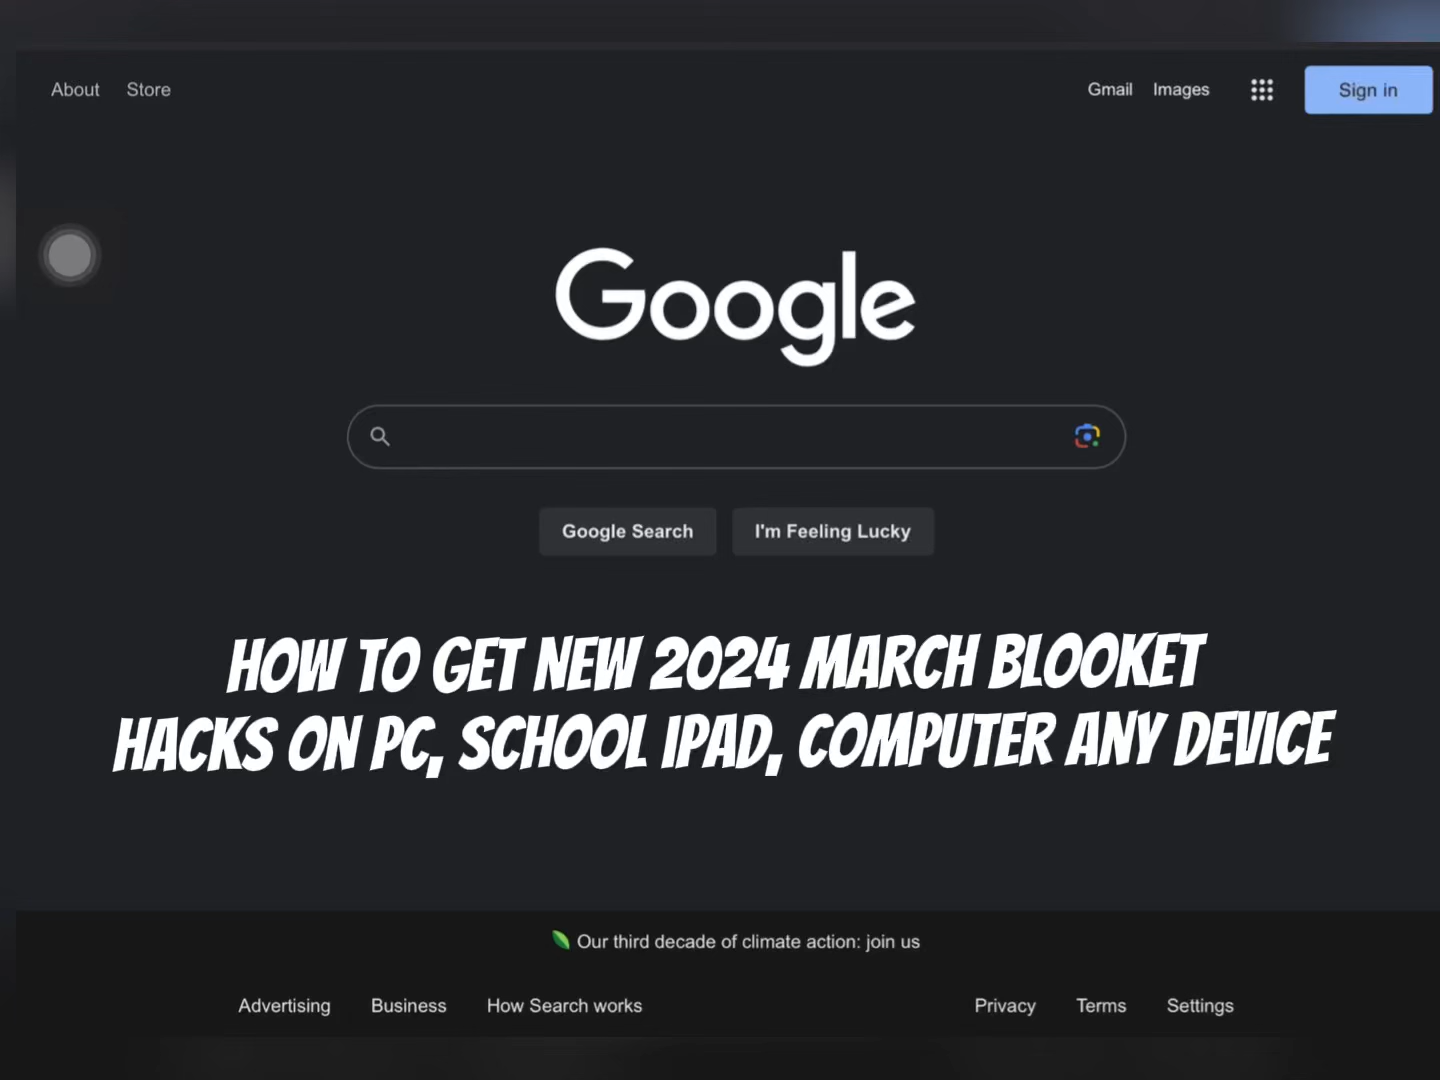 About Store Gmail Images Sign in
Google
Google Search I'm Feeling Lucky
HOW TO GET NEW 2024 MARCH BLOOKET
HACKS ON PC, SCHOOL IPAD, COMPUTER ANY DEVICE
Our third decade of climate action: join us
Advertising Business How Search works Privacy Terms Settings